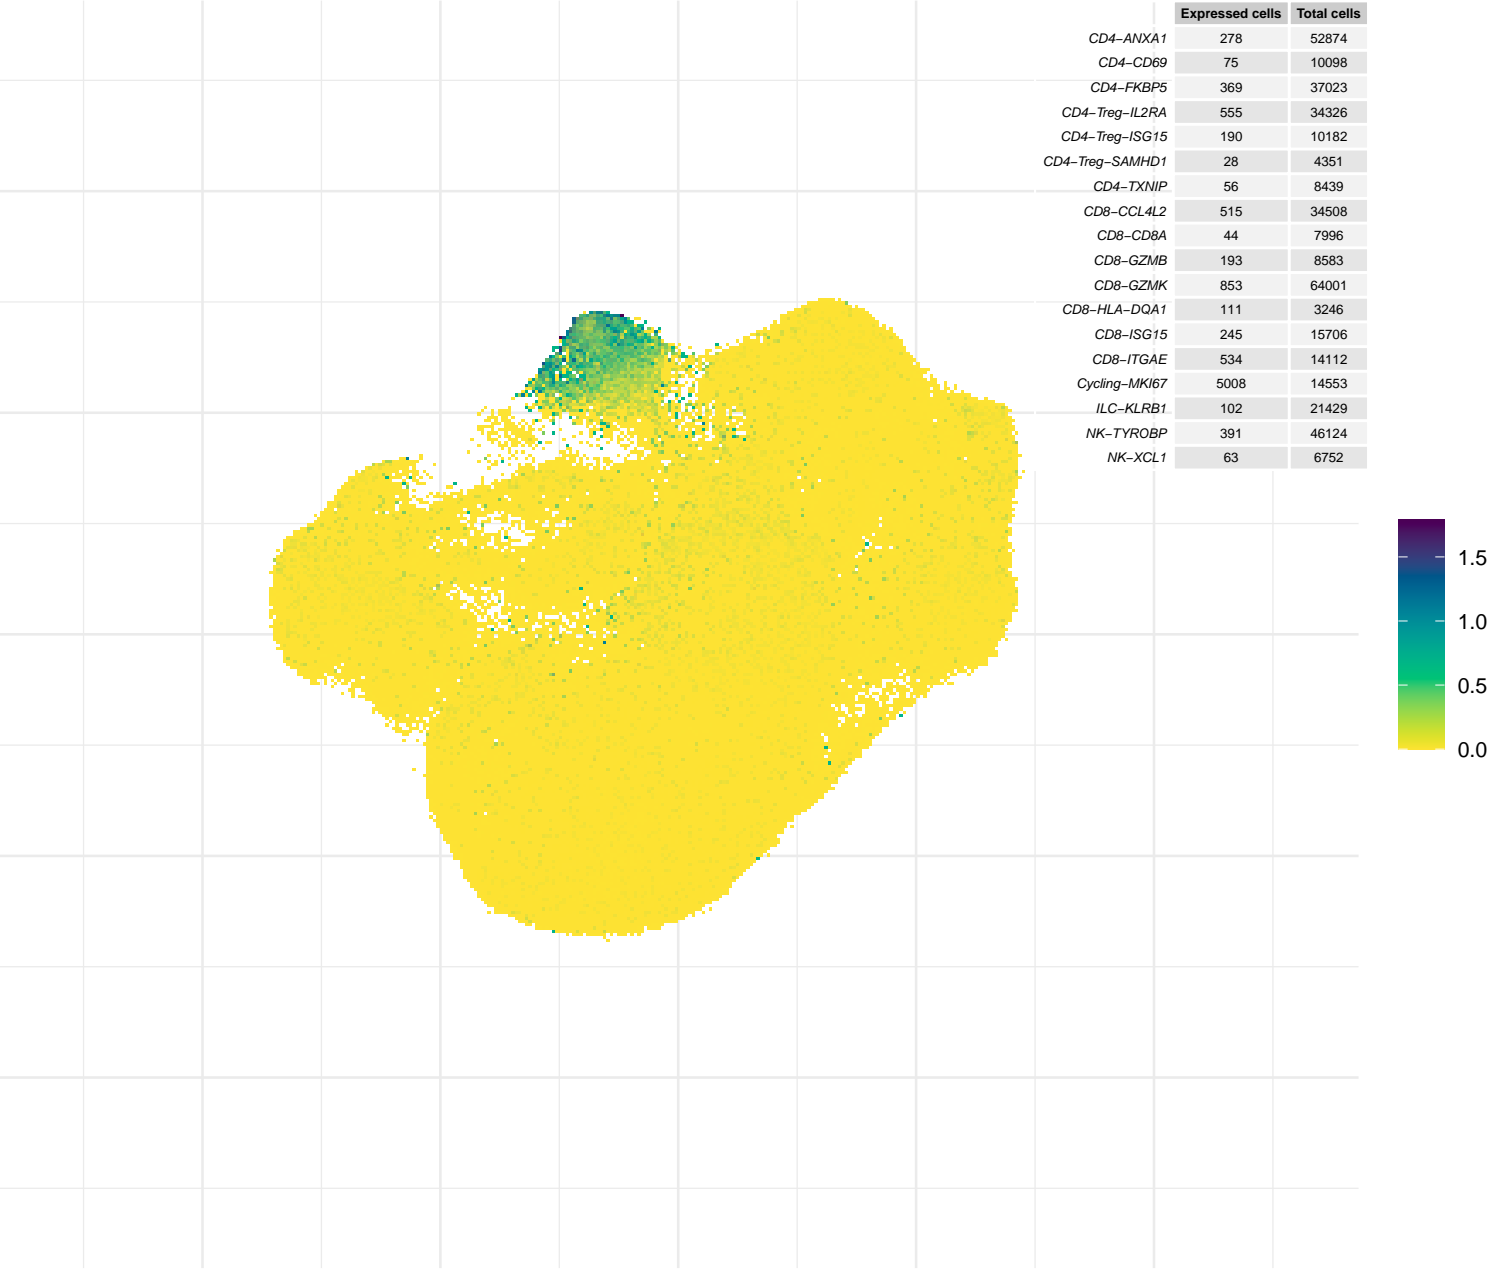 Expressed cells Total cells
CD4−ANXA1 278 52874
CD4−CD69 75 10098
CD4−FKBP5 369 37023
CD4−Treg−IL2RA 555 34326
CD4−Treg−ISG15 190 10182
CD4−Treg−SAMHD1 28 4351
CD4−TXNIP 56 8439
CD8−CCL4L2 515 34508
CD8−CD8A 44 7996
CD8−GZMB 193 8583
CD8−GZMK 853 64001
CD8−HLA−DQA1 111 3246
CD8−ISG15 245 15706
CD8−ITGAE 534 14112
Cycling−MKI67 5008 14553
ILC−KLRB1 102 21429
NK−TYROBP 391 46124
NK−XCL1 63 6752
1.5
1.0
0.5
0.0